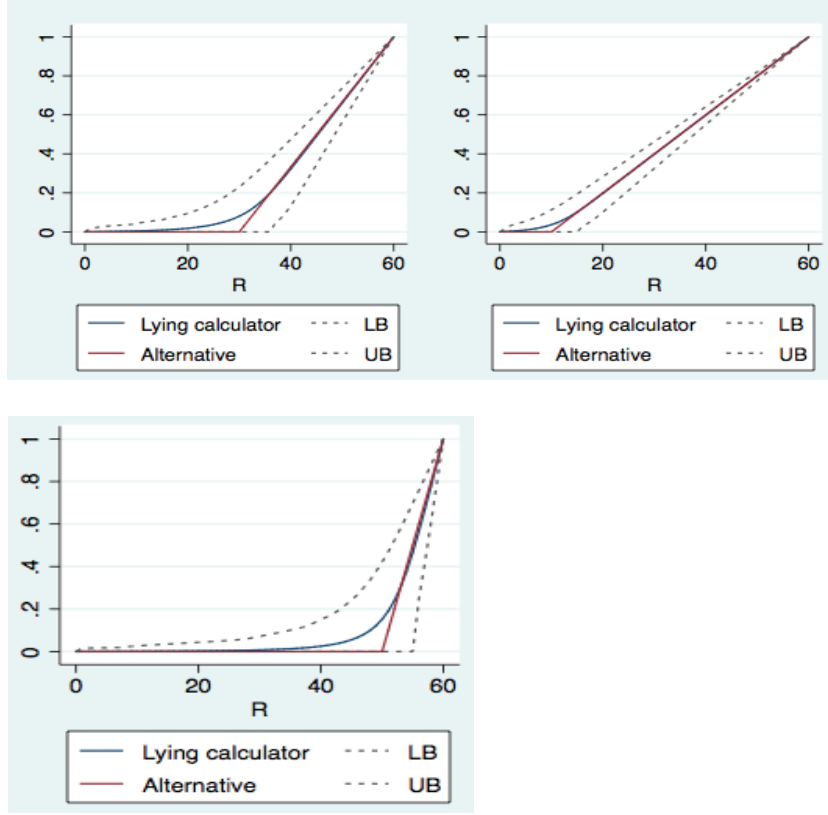 1
.8
.6
.4
.2
0
0 20 40 60
R
Lying calculator LB
Alternative UB
1
.8
.6
.4
.2
0
0 20 40 60
R
Lying calculator LB
Alternative UB
1
.8
.6
.4
.2
0
0 20 40 60
R
Lying calculator LB
Alternative UB